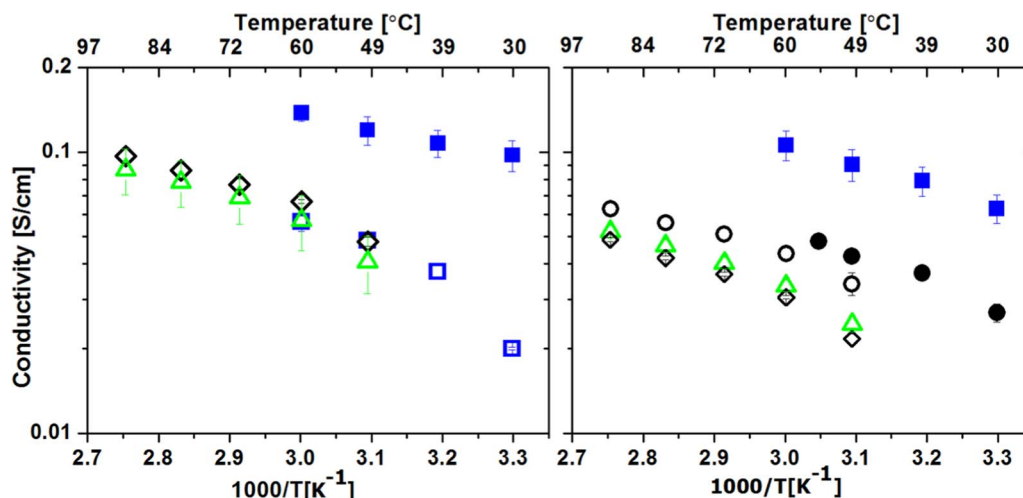 Temperature [°C] Temperature [°C]
97 84 72 60 49 39 30 97 84 72 60 49 39 30
0.2
0.1
0.01
Conductivity [S/cm]
2.7 2.8 2.9 3.0 3.1 3.2 3.3 2.7 2.8 2.9 3.0 3.1 3.2 3.3
1000/T[K⁻¹] 1000/T[K⁻¹]